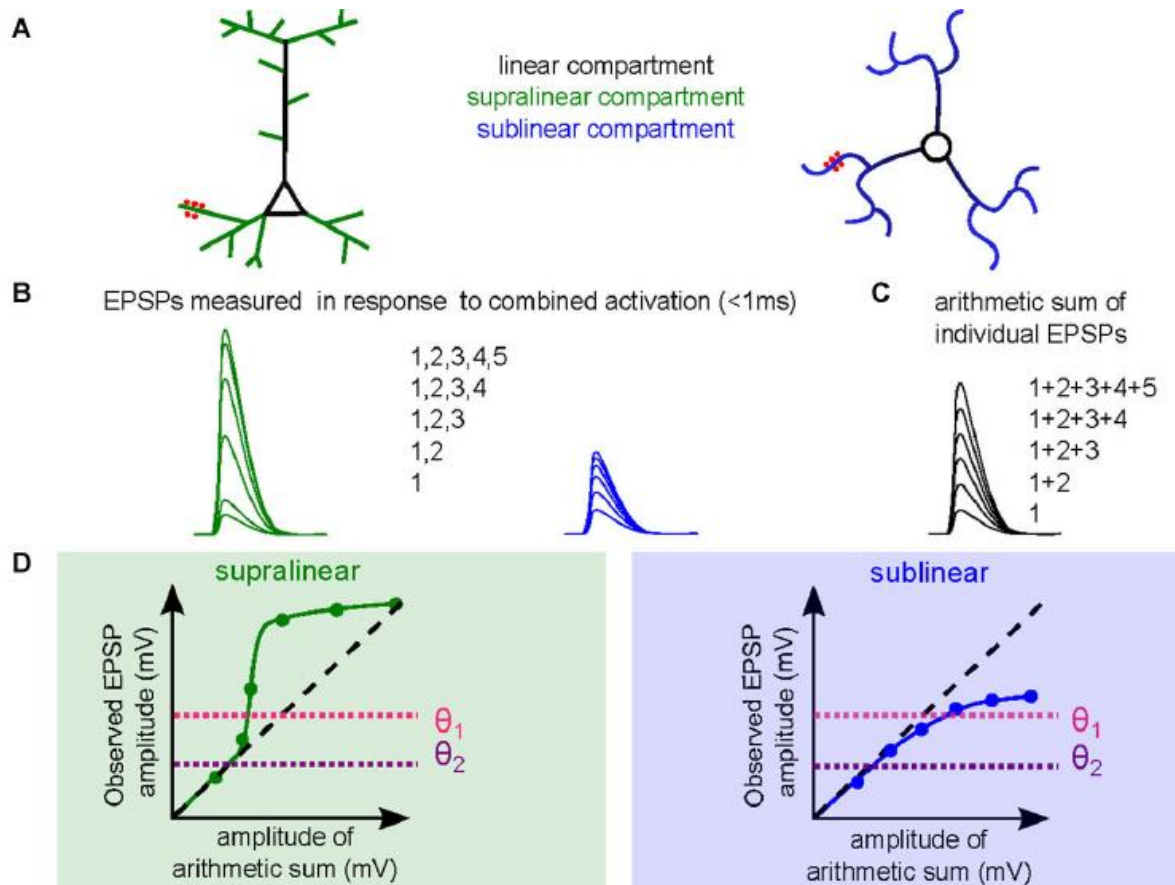 A
linear compartment
supralinear compartment
sublinear compartment
B
EPSPs measured in response to combined activation (<1ms)
1,2,3,4,5
1,2,3,4
1,2,3
1,2
1
C
arithmetic sum of
individual EPSPs
1+2+3+4+5
1+2+3+4
1+2+3
1+2
1
D
supralinear
Observed EPSP
amplitude (mV)
θ₁
θ₂
amplitude of
arithmetic sum (mV)
sublinear
Observed EPSP
amplitude (mV)
θ₁
θ₂
amplitude of
arithmetic sum (mV)